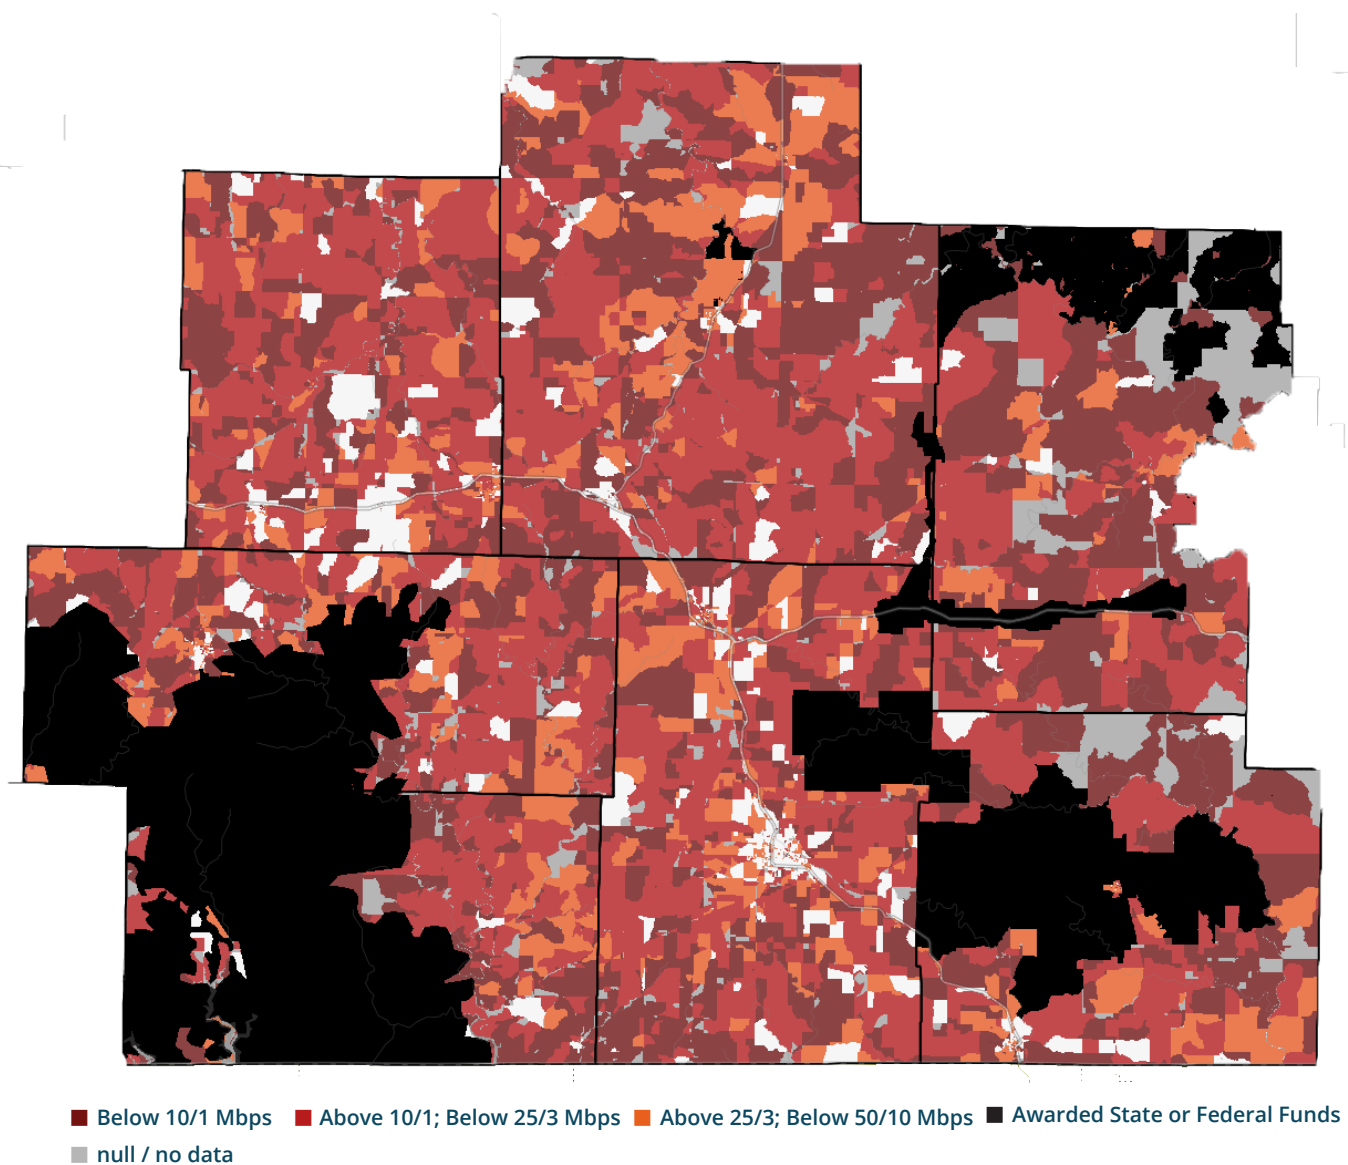 Below 10/1 Mbps Above 10/1; Below 25/3 Mbps Above 25/3; Below 50/10 Mbps Awarded State or Federal Funds
null / no data